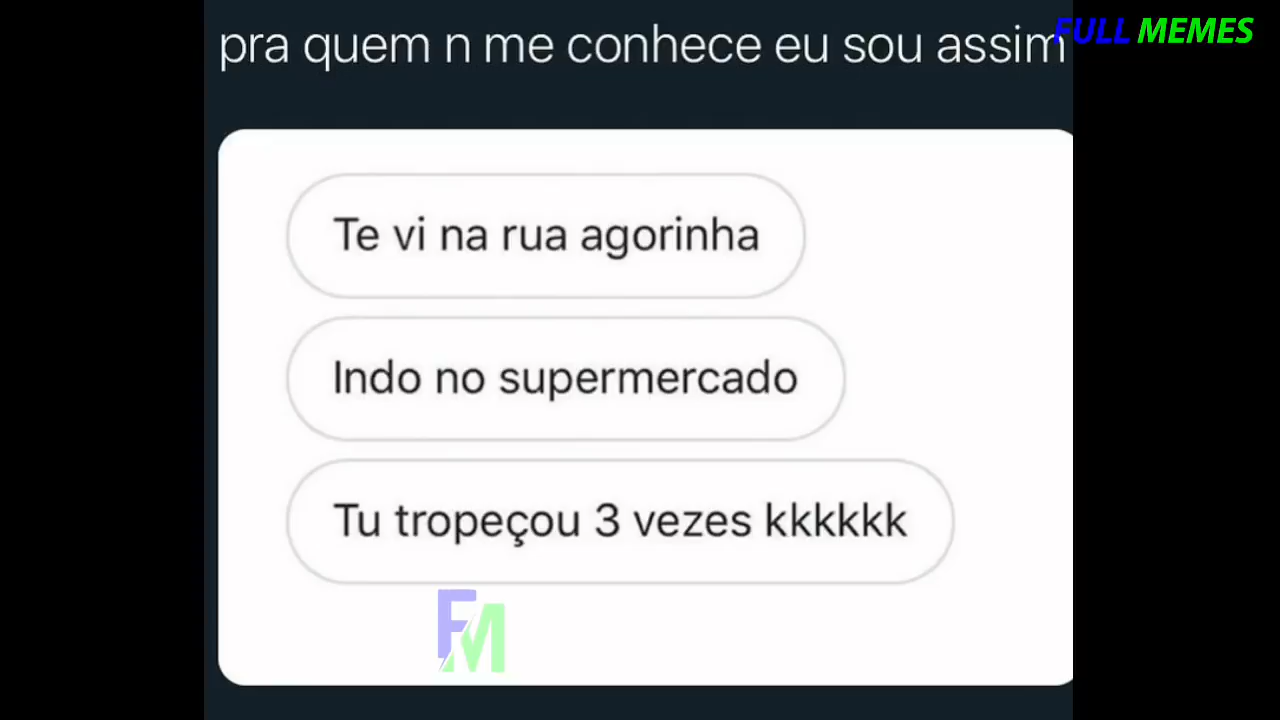 pra quem n me conhece eu sou assim
FULL MEMES
Te vi na rua agorinha
Indo no supermercado
Tu tropeçou 3 vezes kkkkkk
FM